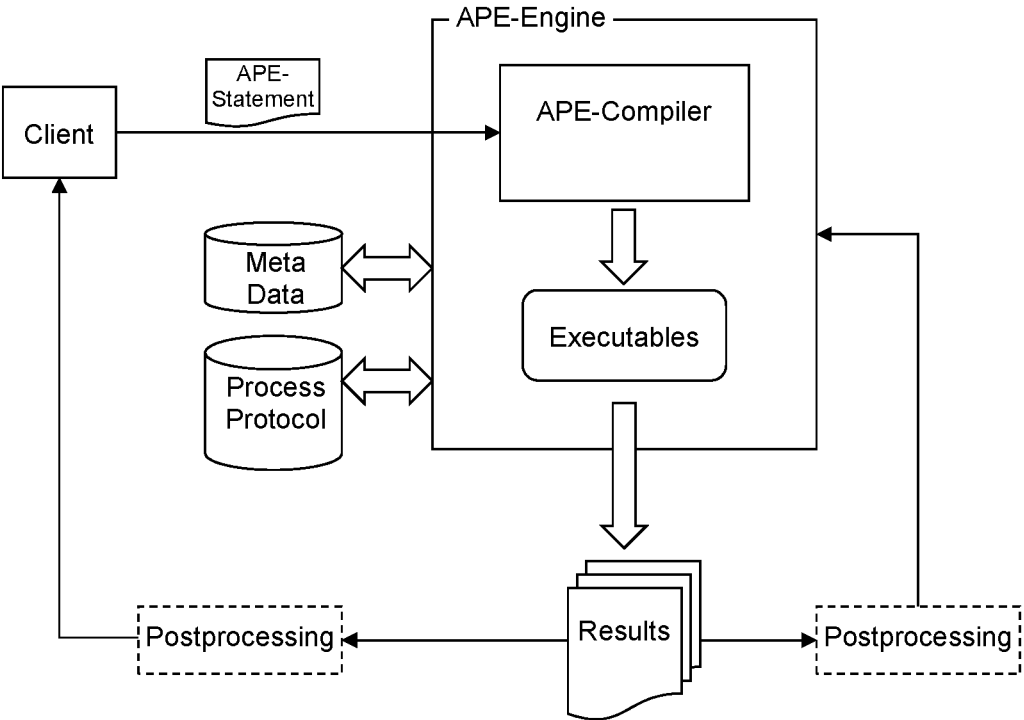 APE-Engine
APE-
Statement
APE-Compiler
Client
Meta
Data
Executables
Process
Protocol
Postprocessing
Results
Postprocessing